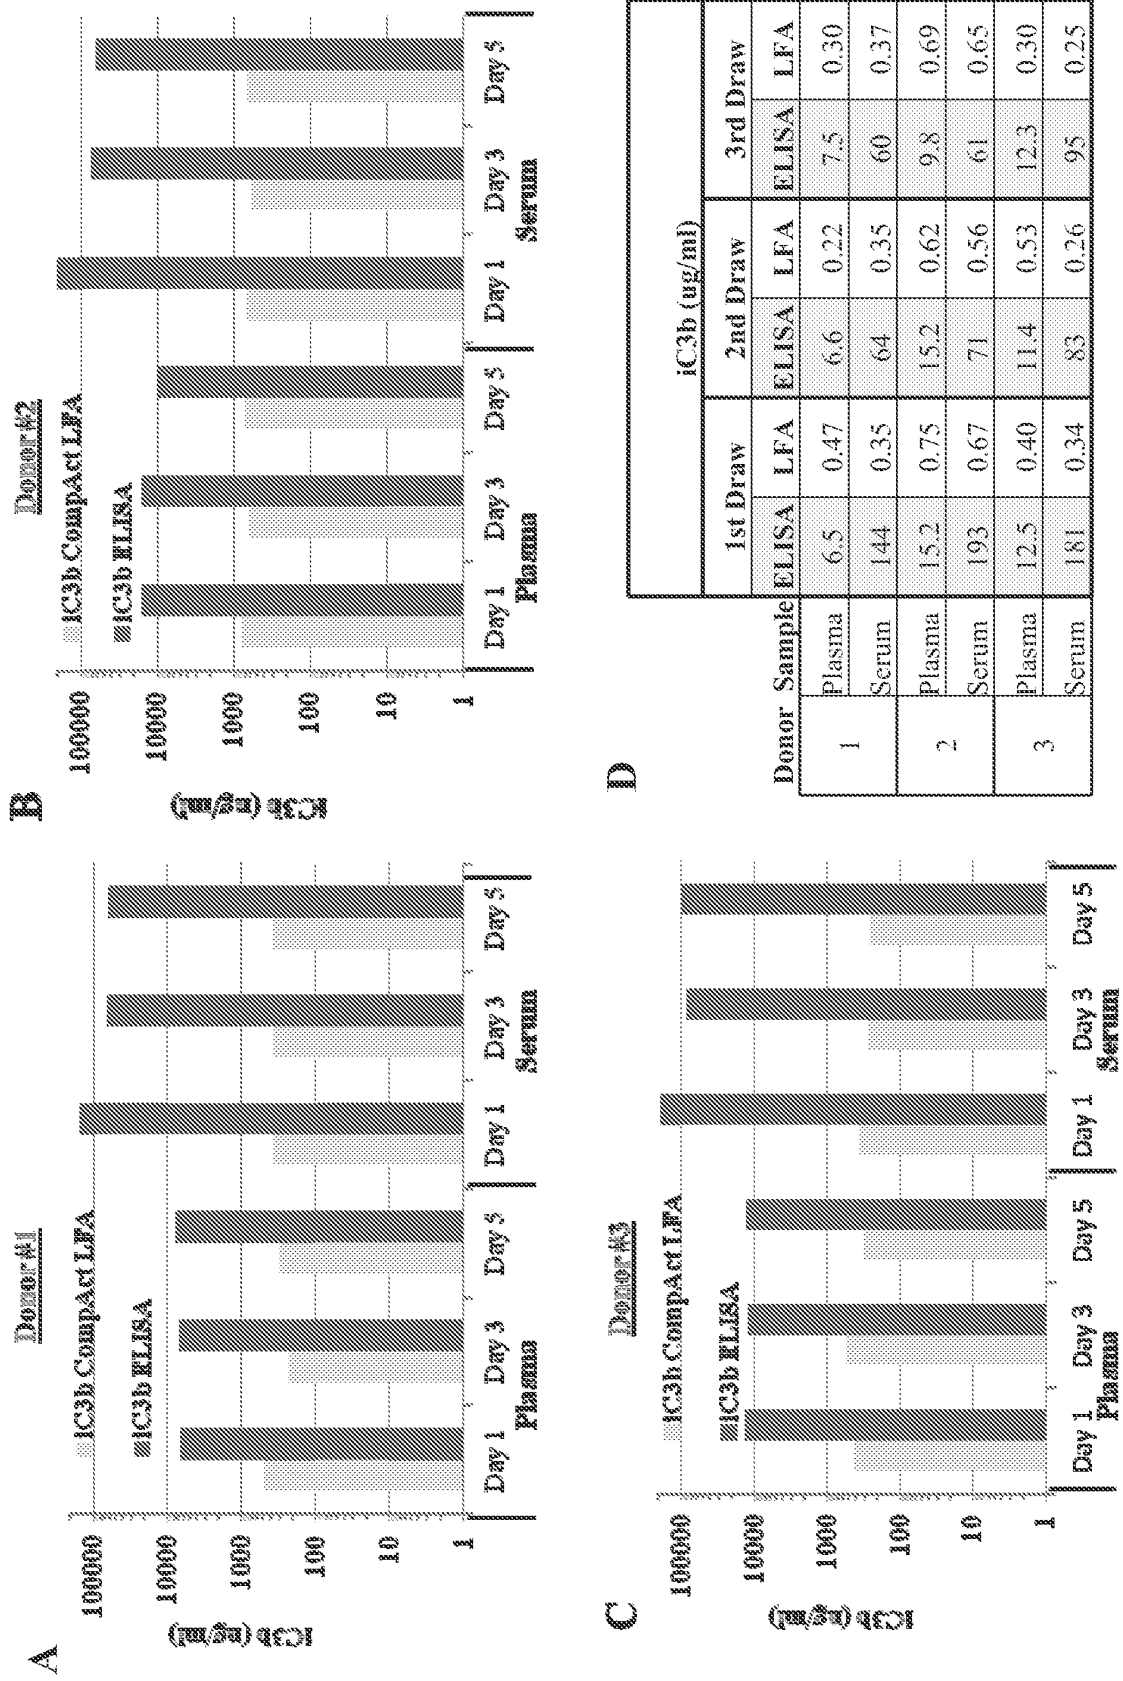 A
Donor #1
iC3b CompAct LFA
iC3b ELISA
iC3b (ng/ml)
100000
10000
1000
100
10
1
Day 1 Day 3 Day 5 Day 1 Day 3 Day 5
Plasma Serum
B
Donor #2
iC3b CompAct LFA
iC3b ELISA
iC3b (ng/ml)
100000
10000
1000
100
10
1
Day 1 Day 3 Day 5 Day 1 Day 3 Day 5
Plasma Serum
C
Donor #3
iC3b CompAct LFA
iC3b ELISA
iC3b (ng/ml)
100000
10000
1000
100
10
1
Day 1 Day 3 Day 5 Day 1 Day 3 Day 5
Plasma Serum
D
iC3b (ug/ml)
1st Draw 2nd Draw 3rd Draw
Donor Sample ELISA LFA ELISA LFA ELISA LFA
1 Plasma 6.5 0.47 6.6 0.22 7.5 0.30
Serum 144 0.35 64 0.35 60 0.37
2 Plasma 15.2 0.75 15.2 0.62 9.8 0.69
Serum 193 0.67 71 0.56 61 0.65
3 Plasma 12.5 0.40 11.4 0.53 12.3 0.30
Serum 181 0.34 83 0.26 95 0.25